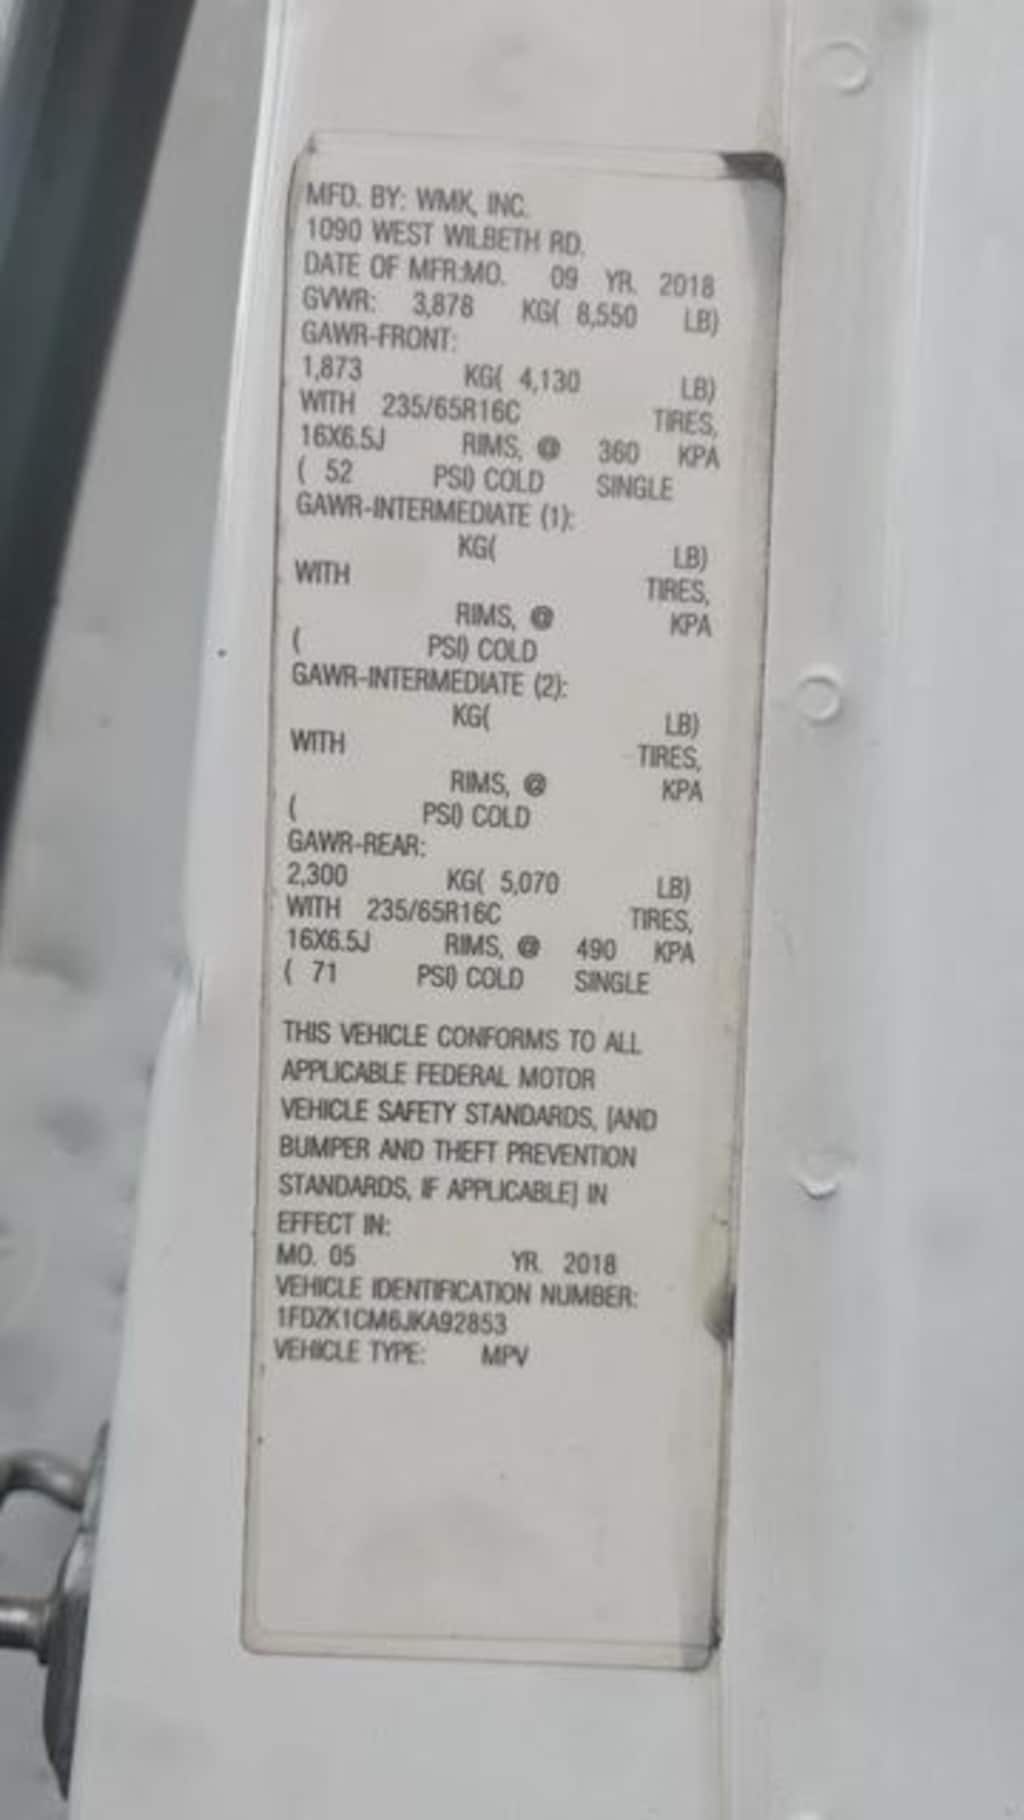 MFD. BY: WMK, INC.
1090 WEST WILBETH RD.
DATE OF MFR:MO. 09 YR. 2018
GVWR: 3,878 KG( 8,550 LB)
GAWR-FRONT:
1,873 KG( 4,130 LB)
WITH 235/65R16C TIRES,
16X6.5J RIMS, @ 360 KPA
( 52 PSI) COLD SINGLE
GAWR-INTERMEDIATE (1):
KG( LB)
WITH TIRES,
RIMS, @ KPA
( PSI) COLD
GAWR-INTERMEDIATE (2):
KG( LB)
WITH TIRES,
RIMS, @ KPA
( PSI) COLD
GAWR-REAR:
2,300 KG( 5,070 LB)
WITH 235/65R16C TIRES,
16X6.5J RIMS, @ 490 KPA
( 71 PSI) COLD SINGLE
THIS VEHICLE CONFORMS TO ALL
APPLICABLE FEDERAL MOTOR
VEHICLE SAFETY STANDARDS, [AND
BUMPER AND THEFT PREVENTION
STANDARDS, IF APPLICABLE] IN
EFFECT IN:
MO. 05 YR. 2018
VEHICLE IDENTIFICATION NUMBER:
1FDZK1CM6JKA92853
VEHICLE TYPE: MPV